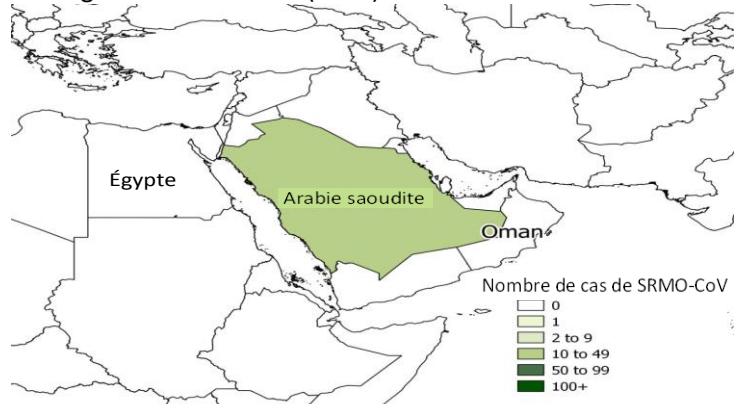 Égypte
Arabie saoudite
Oman
Nombre de cas de SRMO-CoV
0
1
2 to 9
10 to 49
50 to 99
100+